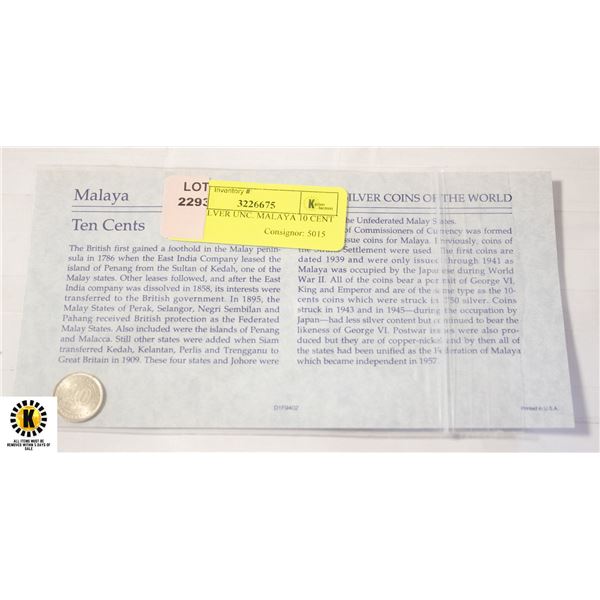 Malaya
Ten Cents
The British first gained a foothold in the Malay penin-
sula in 1786 when the East India Company leased the
island of Penang from the Sultan of Kedah, one of the
Malay states. Other leases followed, and after the East
India company was dissolved in 1858, its interests were
transferred to the British government. In 1895, the
Malay States of Perak, Selangor, Negri Sembilan and
Pahang received British protection as the Federated
Malay States. Also included were the islands of Penang
and Malacca. Still other states were added when Siam
transferred Kedah, Kelantan, Perlis and Trengganu to
Great Britain in 1909. These four states and Johore were
LOT
2293
Inventory #
3226675
LVER UNC. MALAYA 10 CENT
Consignor: 5015
SILVER COINS OF THE WORLD
the Unfederated Malay States.
of Commissioners of Currency was formed
issue coins for Malaya. Previously, coins of
the Straits Settlement were used. The first coins are
dated 1939 and were only issued through 1941 as
Malaya was occupied by the Japanese during World
War II. All of the coins bear a portrait of George VI,
King and Emperor and are of the same type as the 10-
cents coins which were struck in .750 silver. Coins
struck in 1943 and in 1945—during the occupation by
Japan—had less silver content but continued to bear the
likeness of George VI. Postwar issues were also pro-
duced but they are of copper-nickel and by then all of
the states had been unified as the Federation of Malaya
which became independent in 1957.
D1F9402
Printed in U.S.A.
10
K
ALL ITEMS MUST BE
REMOVED WITHIN 5 DAYS OF
SALE